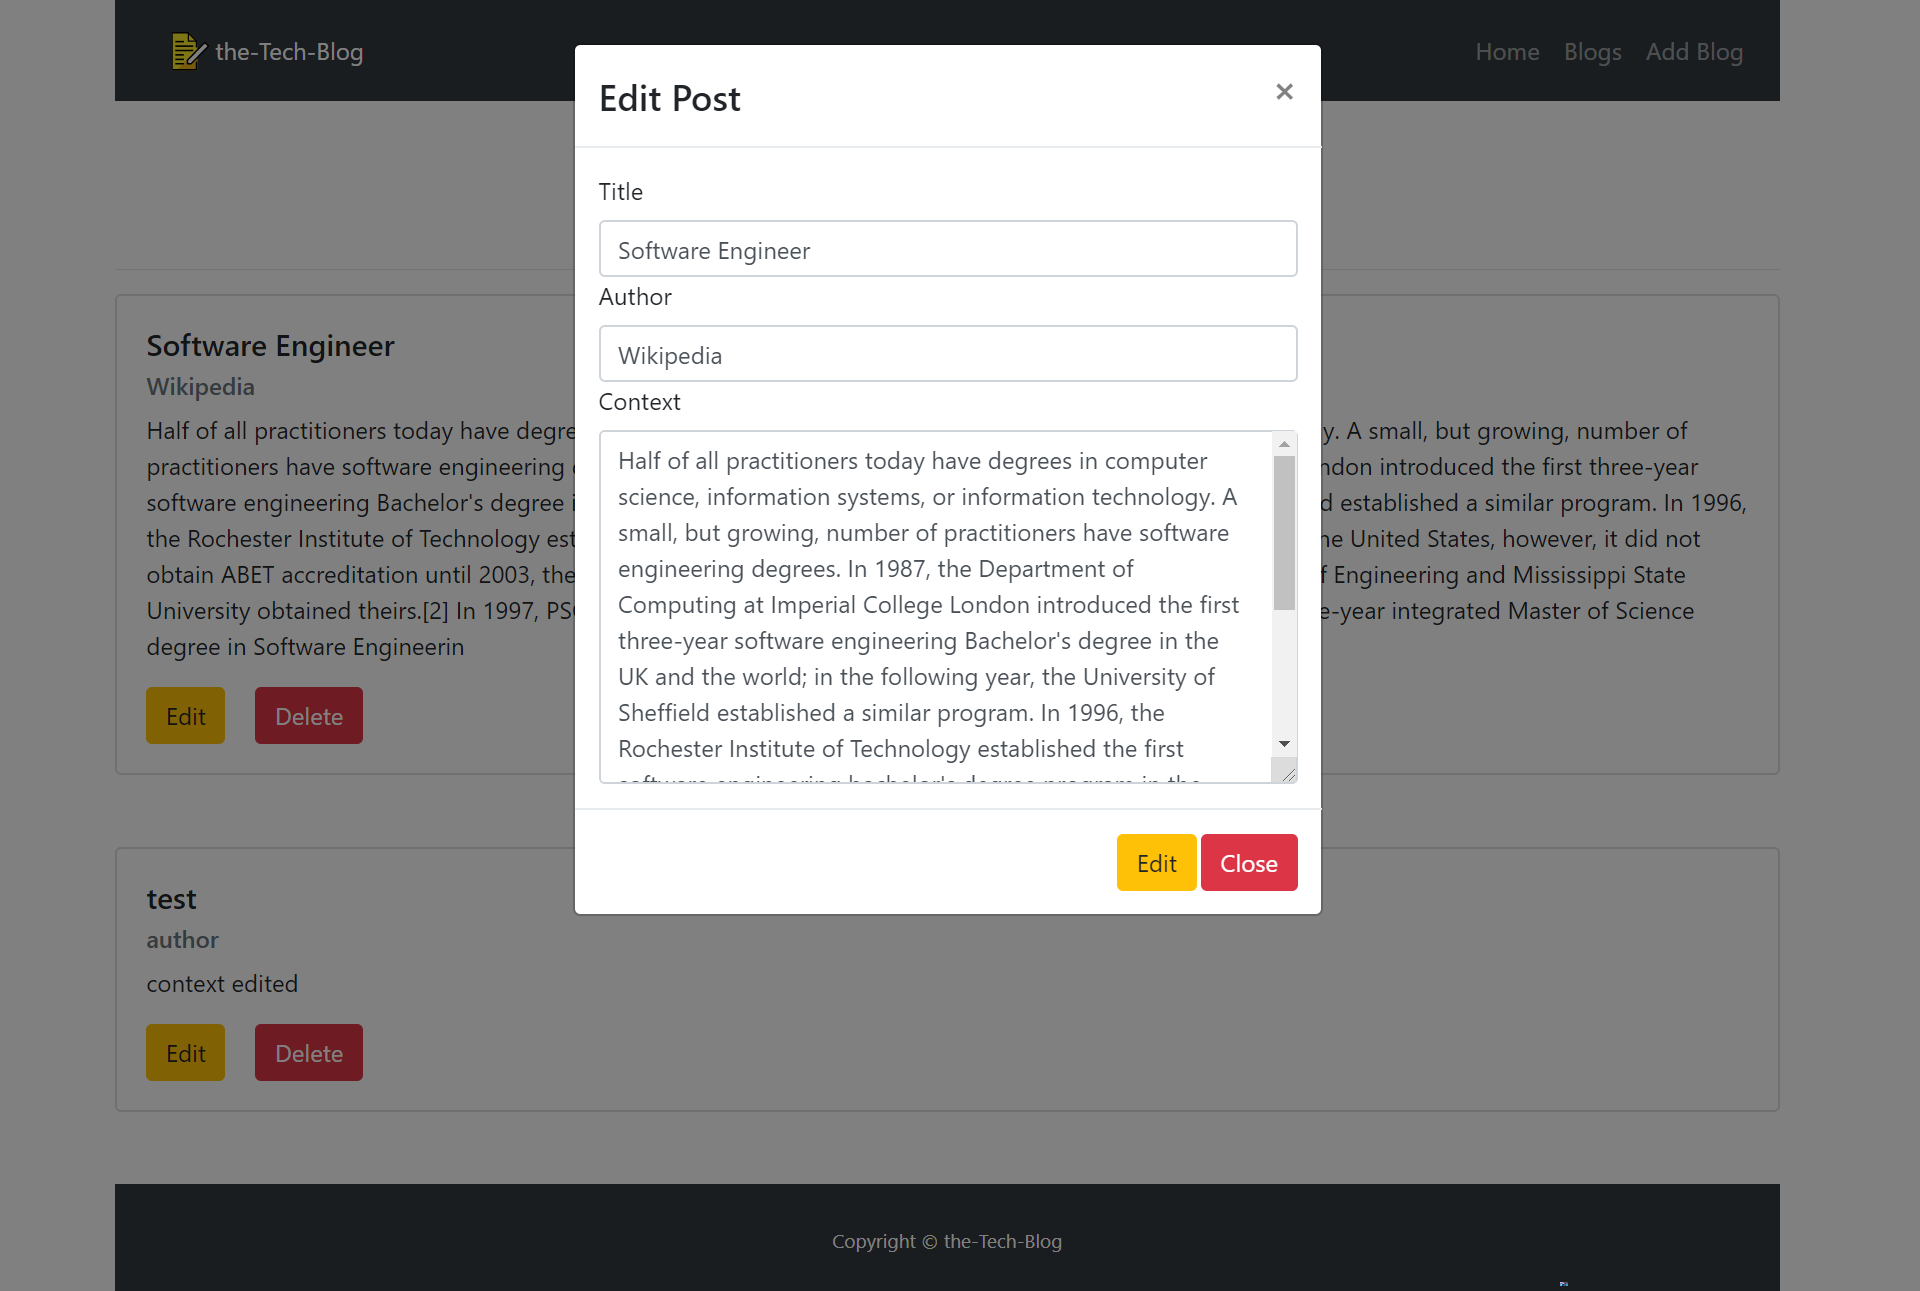 the-Tech-Blog
Home Blogs Add Blog
Edit Post
×
Title
Software Engineer
Author
Wikipedia
Context
Half of all practitioners today have degrees in computer
science, information systems, or information technology. A
small, but growing, number of practitioners have software
engineering degrees. In 1987, the Department of
Computing at Imperial College London introduced the first
three-year software engineering Bachelor's degree in the
UK and the world; in the following year, the University of
Sheffield established a similar program. In 1996, the
Rochester Institute of Technology established the first
software engineering bachelor's degree program in the
Edit Close
Software Engineer
Wikipedia
Half of all practitioners today have degre y. A small, but growing, number of
practitioners have software engineering ndon introduced the first three-year
software engineering Bachelor's degree i d established a similar program. In 1996,
the Rochester Institute of Technology est he United States, however, it did not
obtain ABET accreditation until 2003, the f Engineering and Mississippi State
University obtained theirs.[2] In 1997, PS e-year integrated Master of Science
degree in Software Engineerin
Edit Delete
test
author
context edited
Edit Delete
Copyright © the-Tech-Blog